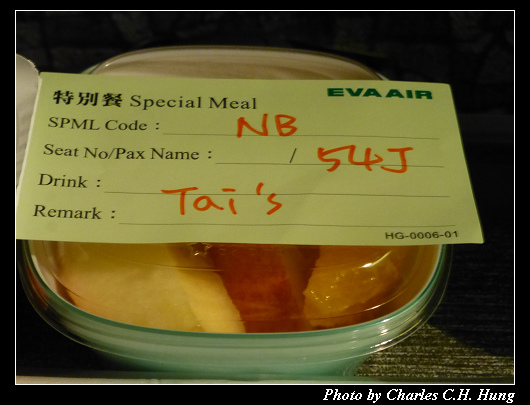 特別餐 Special Meal EVA AIR
SPML Code : NB
Seat No/Pax Name : / 54J
Drink :
Tai's
Remark :
HG-0006-01
Photo by Charles C.H. Hung